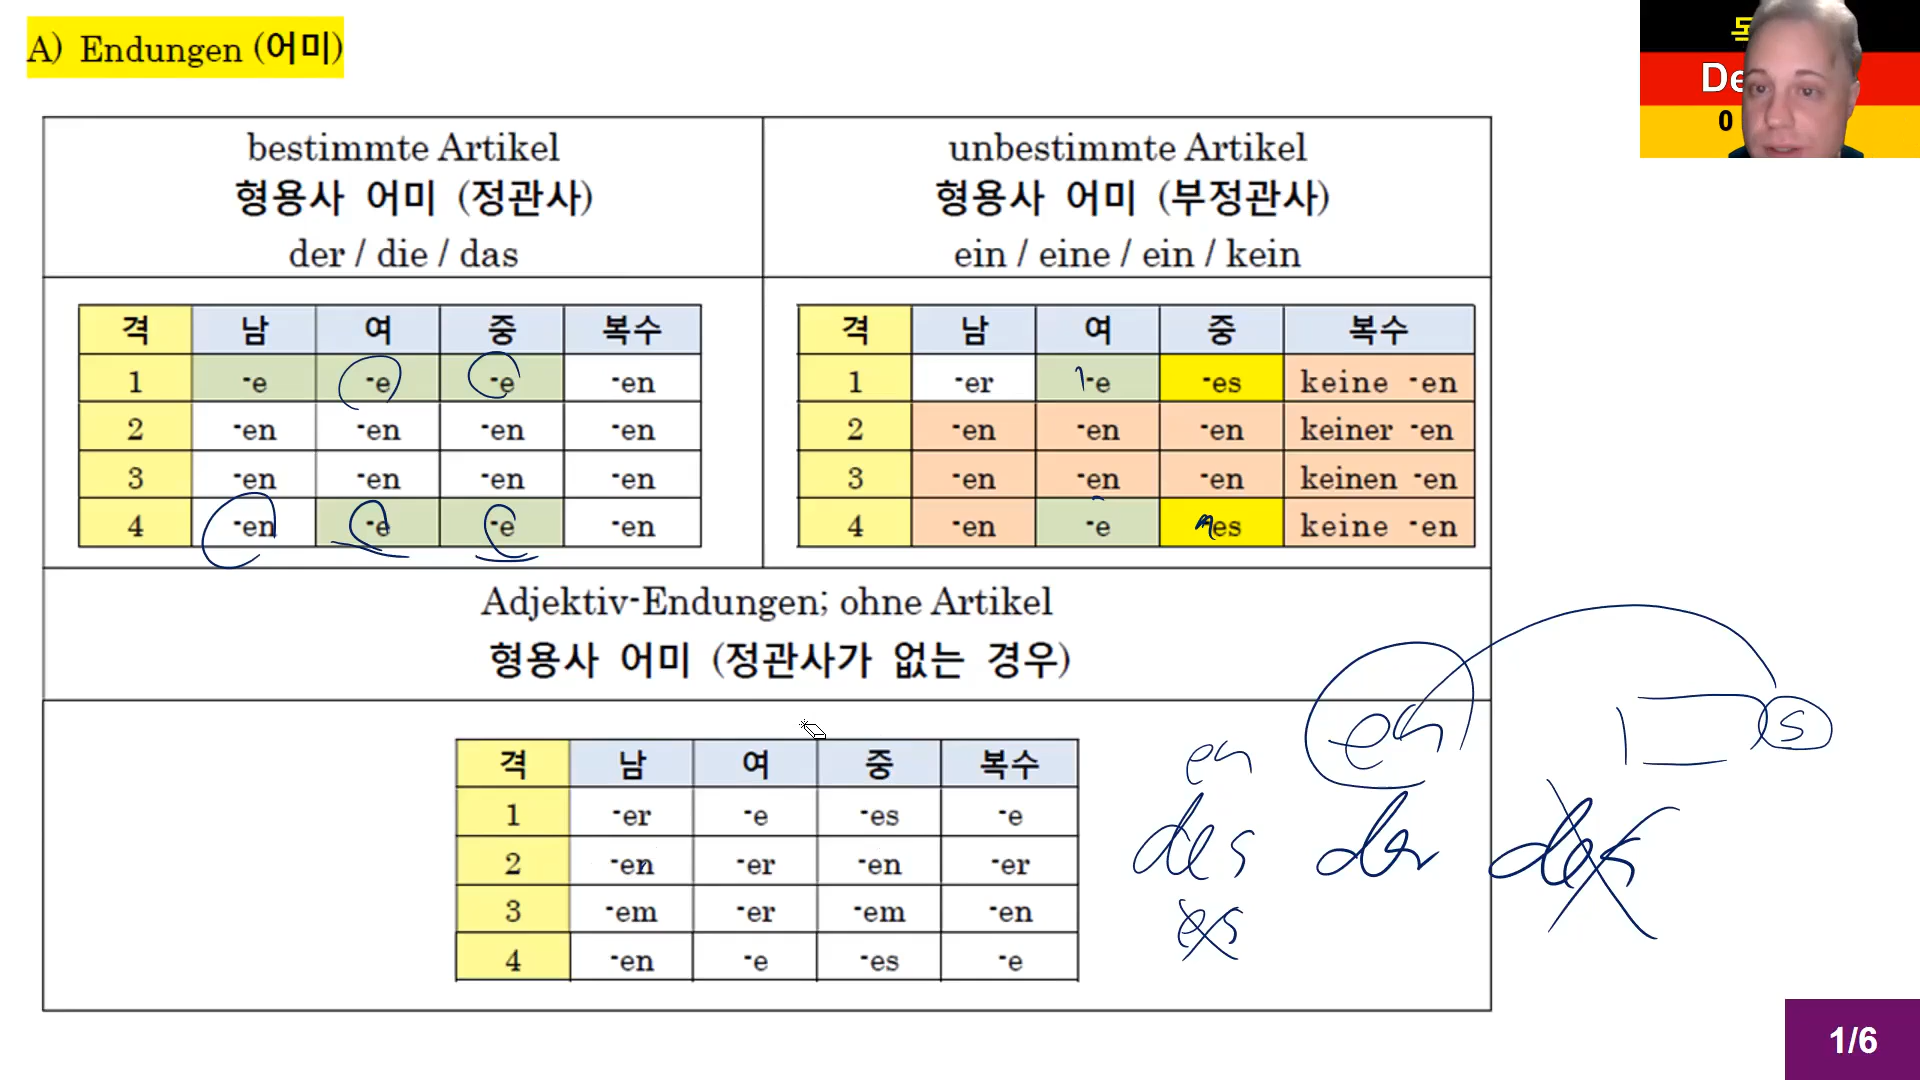 A) Endungen (어미)
독
De
0
bestimmte Artikel
형용사 어미 (정관사)
der / die / das
unbestimmte Artikel
형용사 어미 (부정관사)
ein / eine / ein / kein
격 남 여 중 복수
1 -e -e -e -en
2 -en -en -en -en
3 -en -en -en -en
4 -en -e -e -en
격 남 여 중 복수
1 -er -e -es keine -en
2 -en -en -en keiner -en
3 -en -en -en keinen -en
4 -en -e -es keine -en
Adjektiv-Endungen; ohne Artikel
형용사 어미 (정관사가 없는 경우)
격 남 여 중 복수
1 -er -e -es -e
2 -en -er -en -er
3 -em -er -em -en
4 -en -e -es -e
en en s
des der des
es
1/6